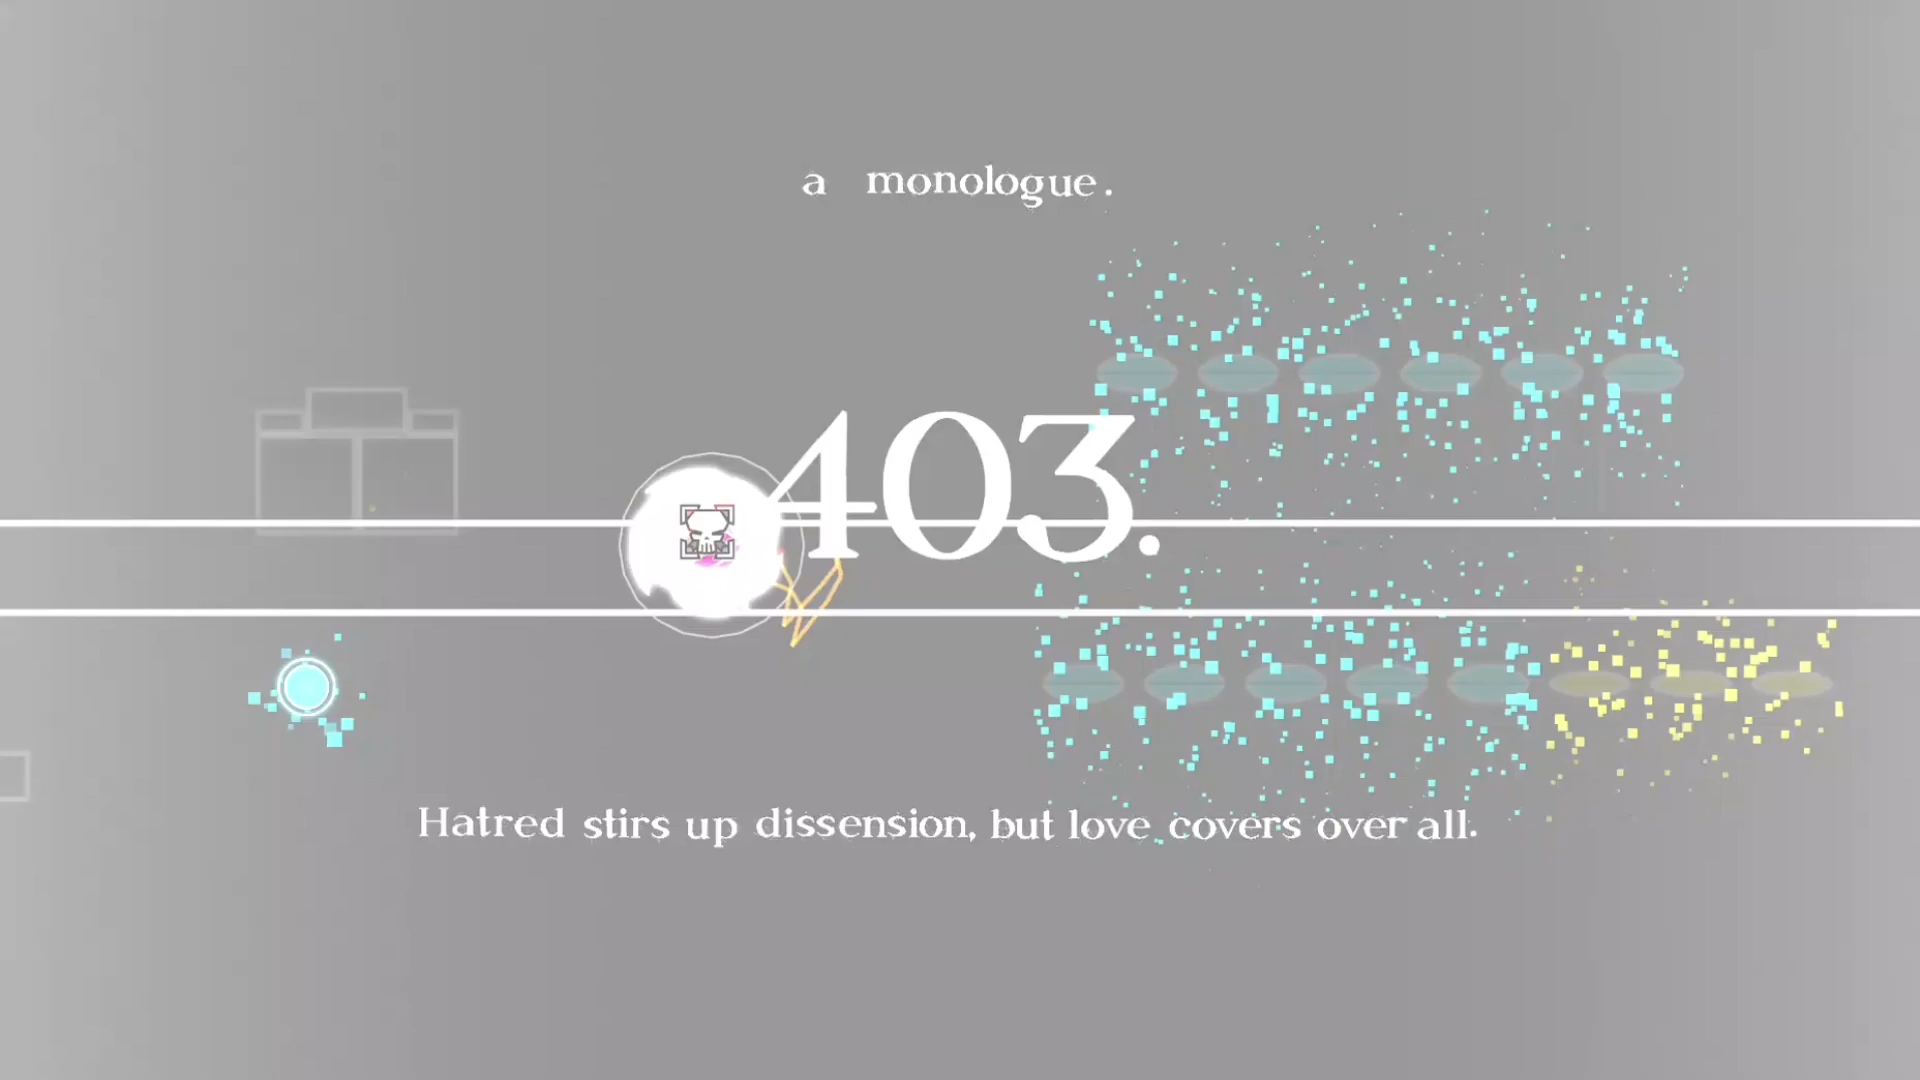 a monologue.
403.
Hatred stirs up dissension, but love covers over all.